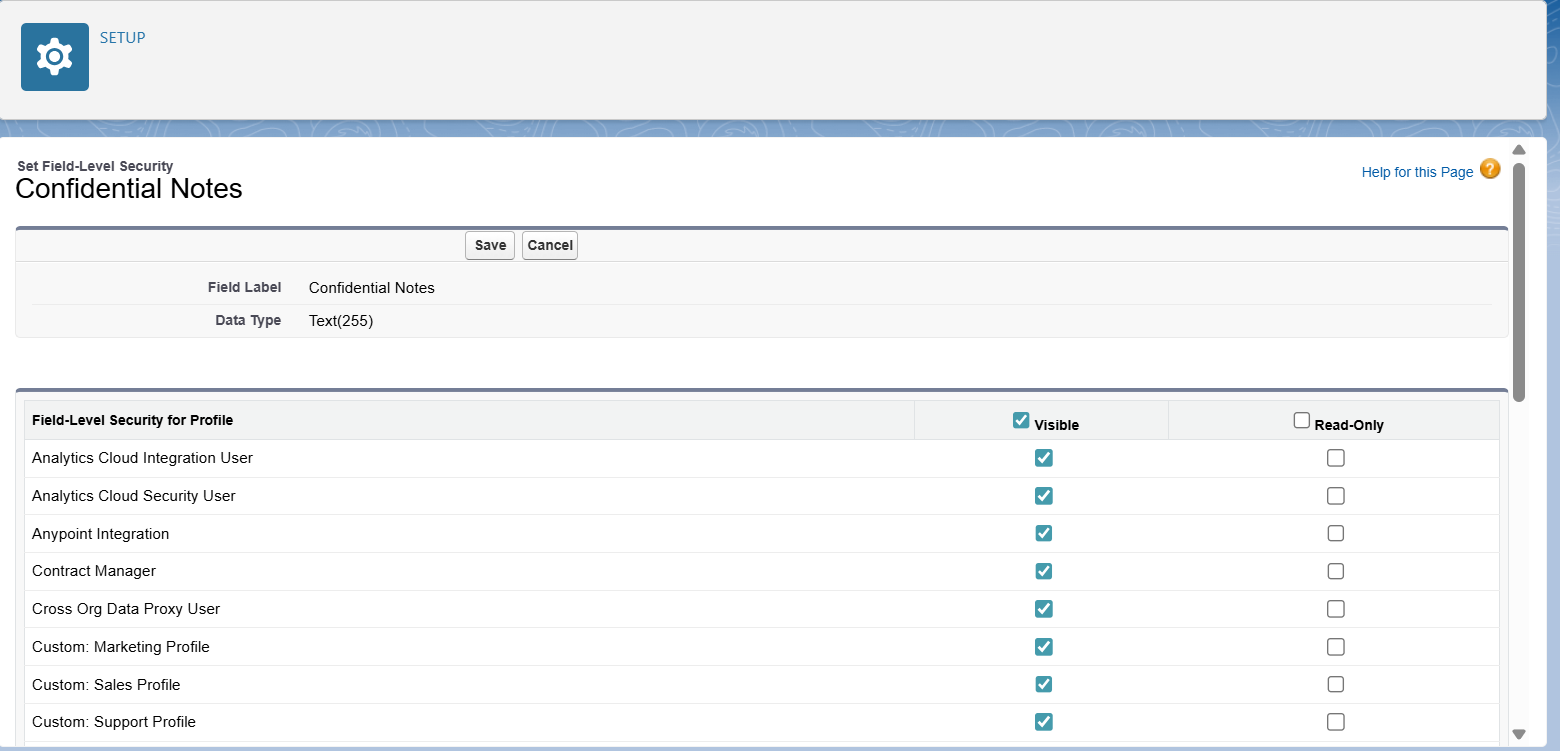 SETUP
Set Field-Level Security
Confidential Notes
Help for this Page ?
Save Cancel
Field Label Confidential Notes
Data Type Text(255)
Field-Level Security for Profile Visible Read-Only
Analytics Cloud Integration User
Analytics Cloud Security User
Anypoint Integration
Contract Manager
Cross Org Data Proxy User
Custom: Marketing Profile
Custom: Sales Profile
Custom: Support Profile